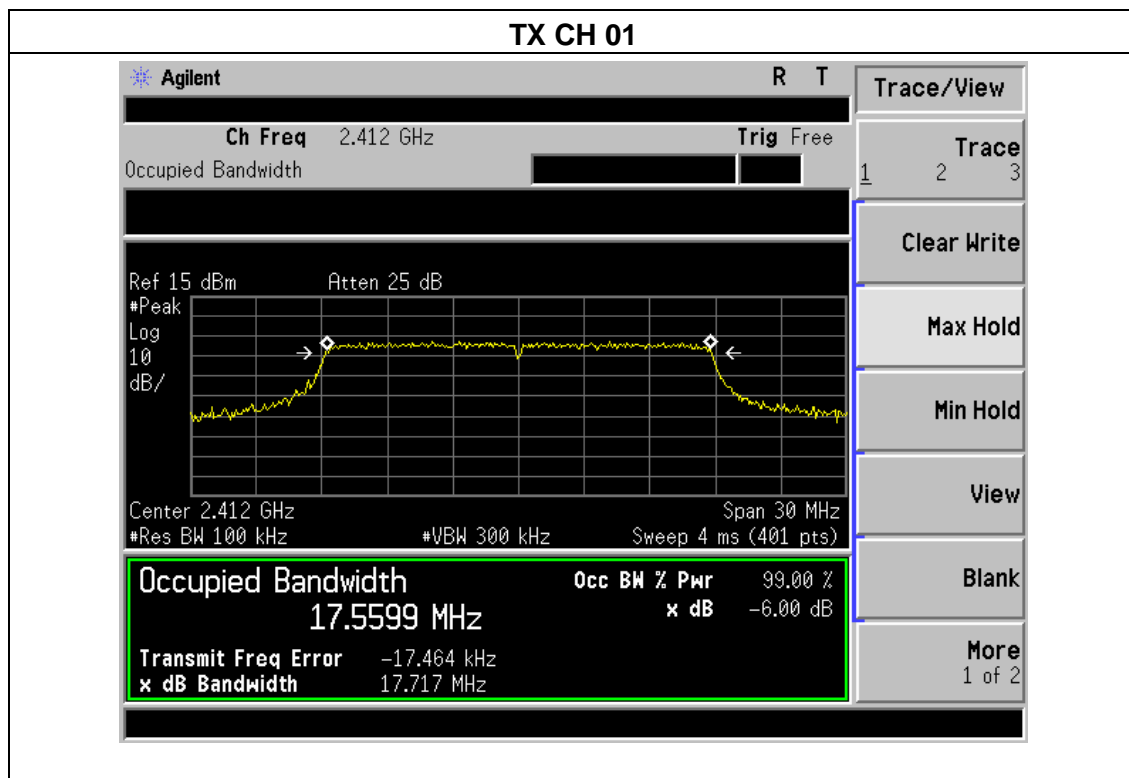 TX CH 01
Agilent R T
Trace/View
Ch Freq 2.412 GHz Trig Free
Occupied Bandwidth
Trace
1 2 3
Clear Write
Ref 15 dBm Atten 25 dB
#Peak
Log
10
dB/
Max Hold
Min Hold
View
Center 2.412 GHz Span 30 MHz
#Res BW 100 kHz #VBW 300 kHz Sweep 4 ms (401 pts)
Occupied Bandwidth Occ BW % Pwr 99.00 %
17.5599 MHz x dB -6.00 dB
Blank
Transmit Freq Error -17.464 kHz
x dB Bandwidth 17.717 MHz
More
1 of 2